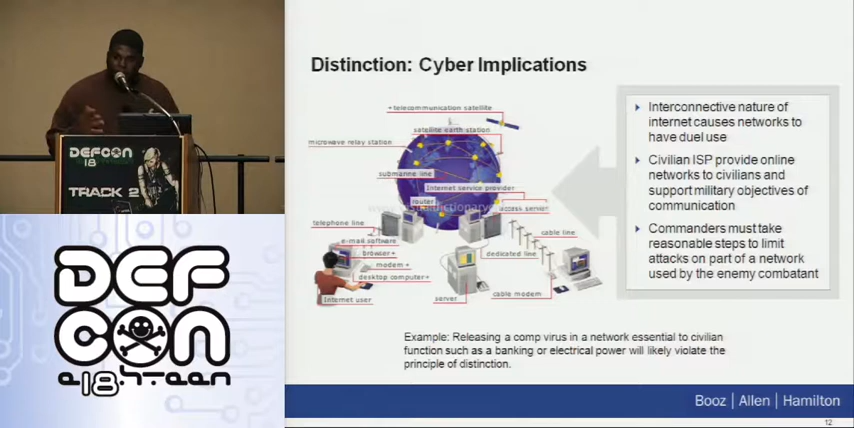 DEFCON
18
TRACK 2
DEF
CON
e18hteen
Distinction: Cyber Implications
telecommunication satellite
satellite earth station
microwave relay station
submarine line
Internet service provider
router
access server
telephone line
e-mail software
browser
modem
desktop computer
Internet user
cable line
dedicated line
server
cable modem
Interconnective nature of
internet causes networks to
have duel use
Civilian ISP provide online
networks to civilians and
support military objectives of
communication
Commanders must take
reasonable steps to limit
attacks on part of a network
used by the enemy combatant
Example: Releasing a comp virus in a network essential to civilian
function such as a banking or electrical power will likely violate the
principle of distinction.
Booz | Allen | Hamilton
12